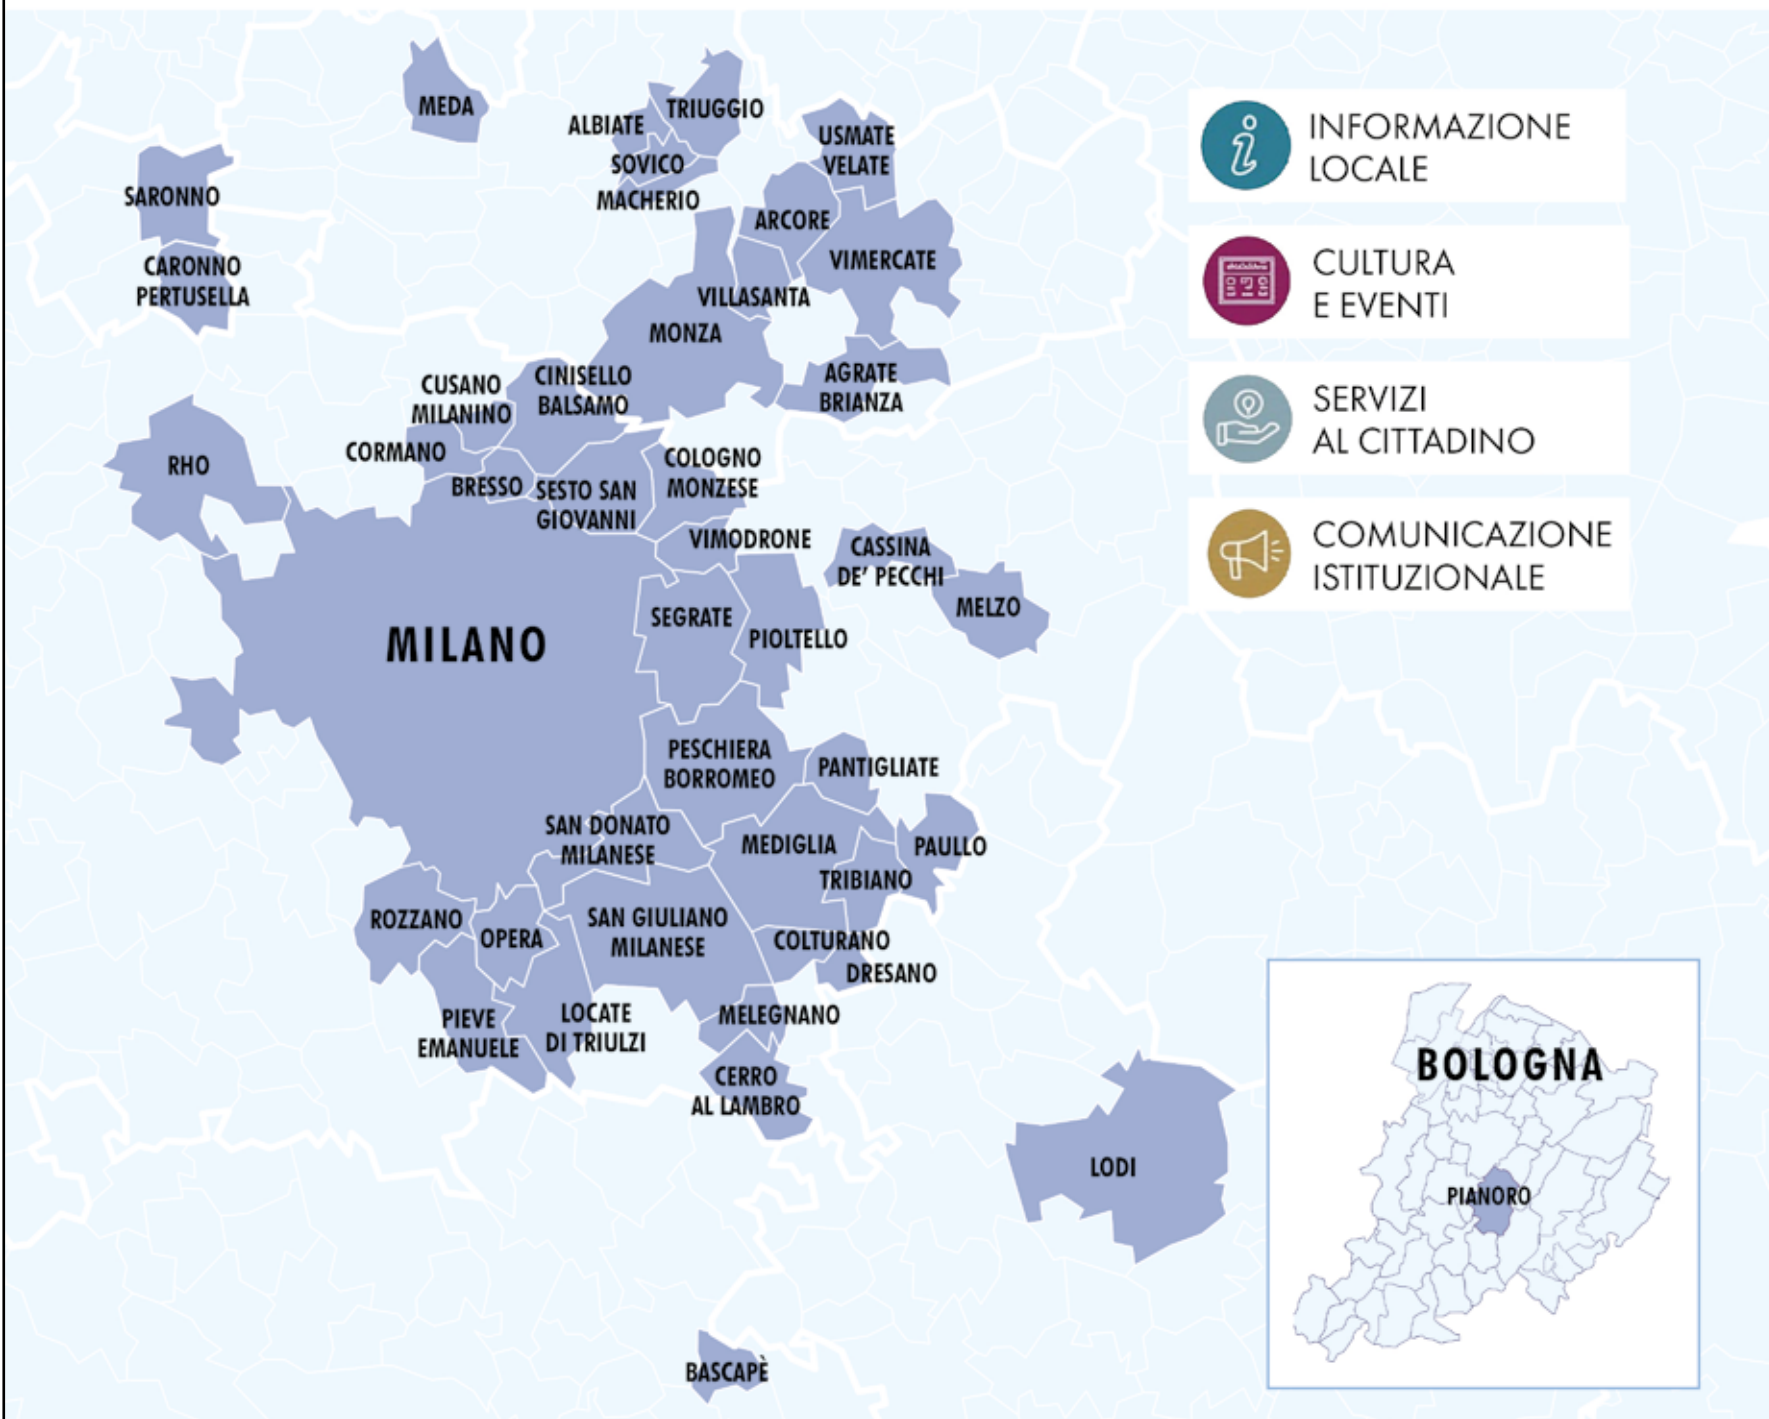 MEDA
ALBIATE
TRIUGGIO
SOVICO
MACHERIO
USMATE
VELATE
SARONNO
ARCORE
CARONNO
PERTUSELLA
VIMERCATE
VILLASANTA
MONZA
CUSANO
MILANINO
CINISELLO
BALSAMO
AGRATE
BRIANZA
RHO
CORMANO
BRESSO
SESTO SAN
GIOVANNI
COLOGNO
MONZESE
VIMODRONE
CASSINA
DE' PECCHI
MELZO
MILANO
SEGRATE
PIOLTELLO
PESCHIERA
BORROMEO
PANTIGLIATE
SAN DONATO
MILANESE
MEDIGLIA
PAULLO
TRIBIANO
ROZZANO
OPERA
SAN GIULIANO
MILANESE
COLTURANO
DRESANO
PIEVE
EMANUELE
LOCATE
DI TRIULZI
MELEGNANO
CERRO
AL LAMBRO
LODI
BASCAPÈ
INFORMAZIONE
LOCALE
CULTURA
E EVENTI
SERVIZI
AL CITTADINO
COMUNICAZIONE
ISTITUZIONALE
BOLOGNA
PIANORO